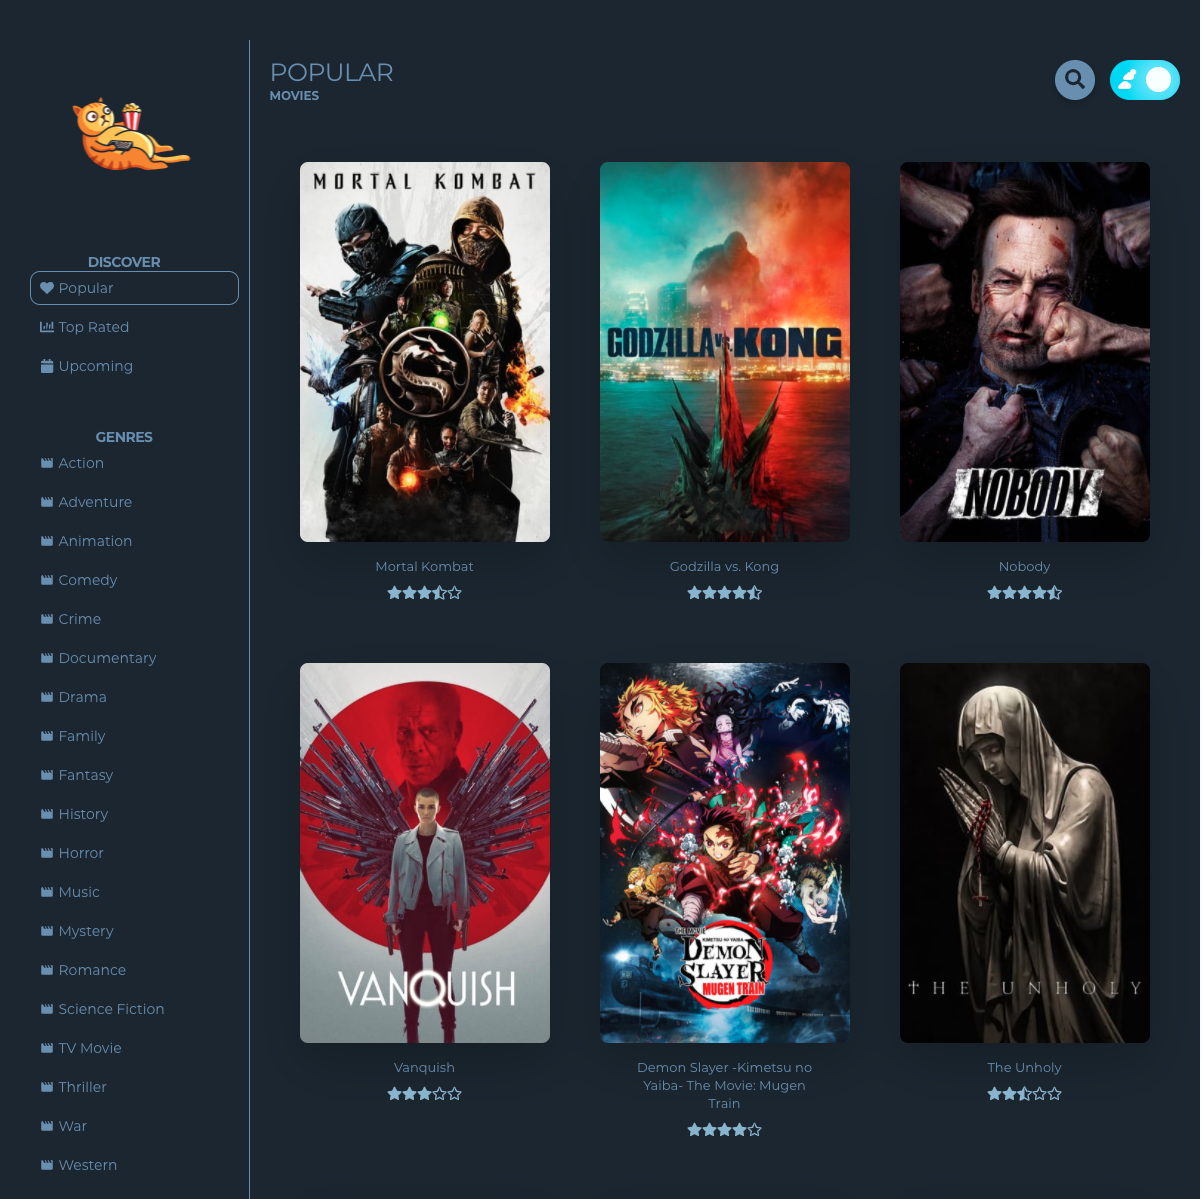 POPULAR
MOVIES
DISCOVER
Popular
Top Rated
Upcoming
GENRES
Action
Adventure
Animation
Comedy
Crime
Documentary
Drama
Family
Fantasy
History
Horror
Music
Mystery
Romance
Science Fiction
TV Movie
Thriller
War
Western
MORTAL KOMBAT
Mortal Kombat
GODZILLA vs. KONG
Godzilla vs. Kong
NOBODY
Nobody
VANQUISH
Vanquish
THE MOVIE
KIMETSU NO YAIBA
DEMON
SLAYER
MUGEN TRAIN
Demon Slayer -Kimetsu no
Yaiba- The Movie: Mugen
Train
THE UNHOLY
The Unholy